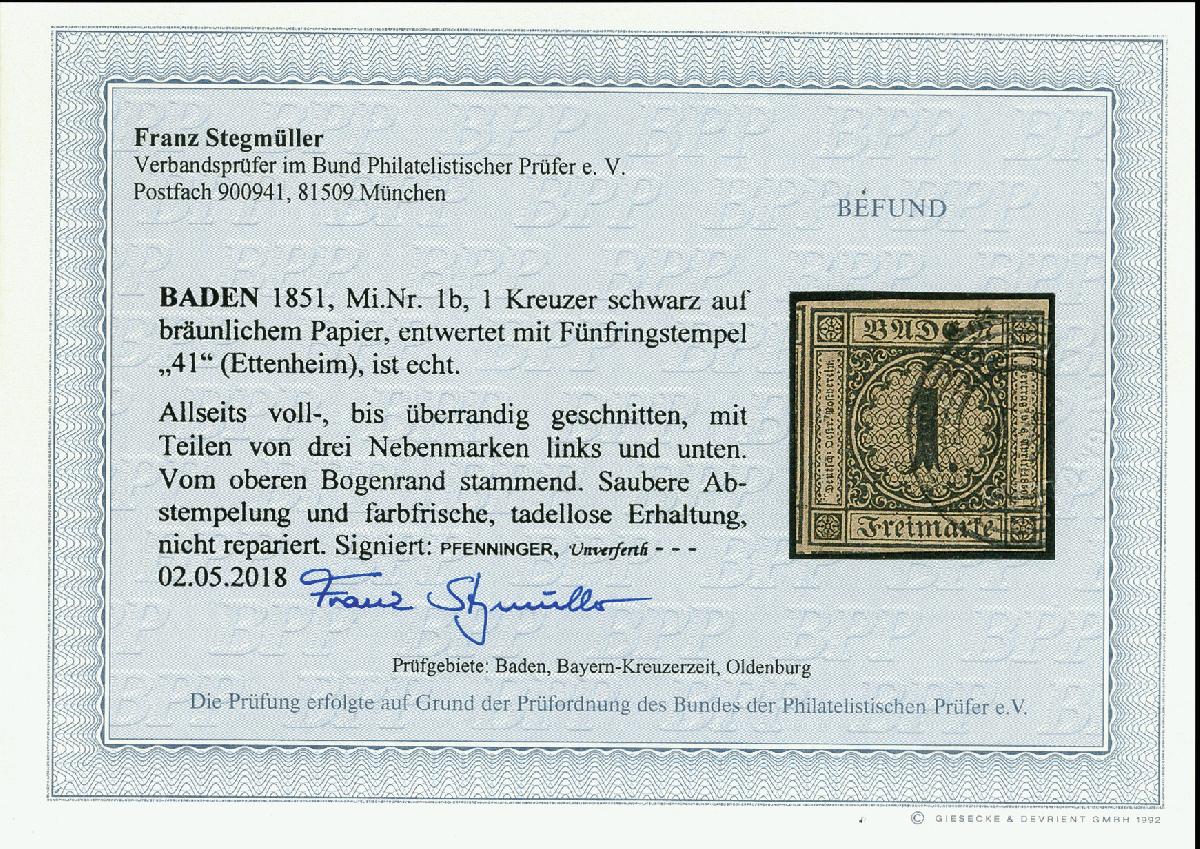 Franz Stegmüller
Verbandsprüfer im Bund Philatelistischer Prüfer e. V.
Postfach 900941, 81509 München
BEFUND
BADEN 1851, Mi.Nr. 1b, 1 Kreuzer schwarz auf
bräunlichem Papier, entwertet mit Fünfringstempel
„41“ (Ettenheim), ist echt.
Allseits voll-, bis überrandig geschnitten, mit
Teilen von drei Nebenmarken links und unten.
Vom oberen Bogenrand stammend. Saubere Ab-
stempelung und farbfrische, tadellose Erhaltung,
nicht repariert. Signiert: PFENNINGER, Unverferth - - -
02.05.2018 Franz Stegmüller
BADEN
1.
Freimarke
Prüfgebiete: Baden, Bayern-Kreuzerzeit, Oldenburg
Die Prüfung erfolgte auf Grund der Prüfordnung des Bundes der Philatelistischen Prüfer e.V.
© GIESECKE & DEVRIENT GMBH 1992